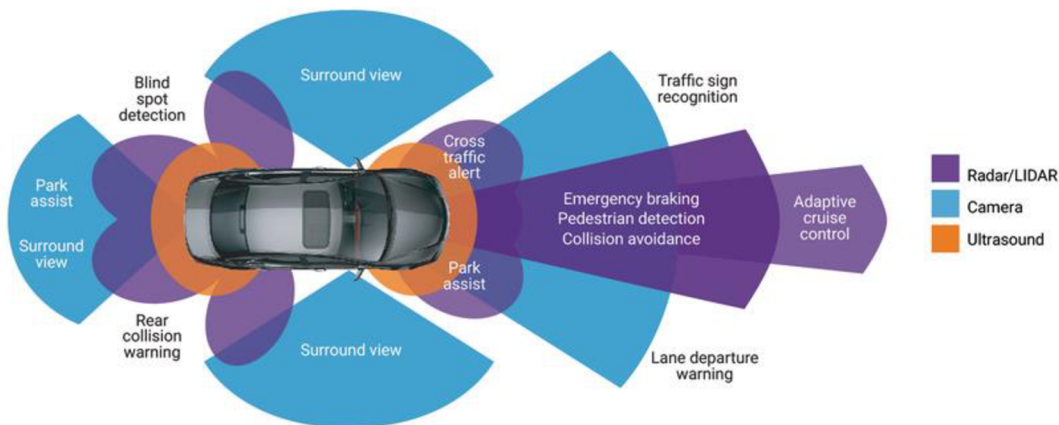 Surround view
Blind
spot
detection
Traffic sign
recognition
Cross
traffic
alert
Park
assist
Surround
view
Emergency braking
Pedestrian detection
Collision avoidance
Adaptive
cruise
control
Radar/LIDAR
Camera
Ultrasound
Park
assist
Rear
collision
warning
Surround view
Lane departure
warning